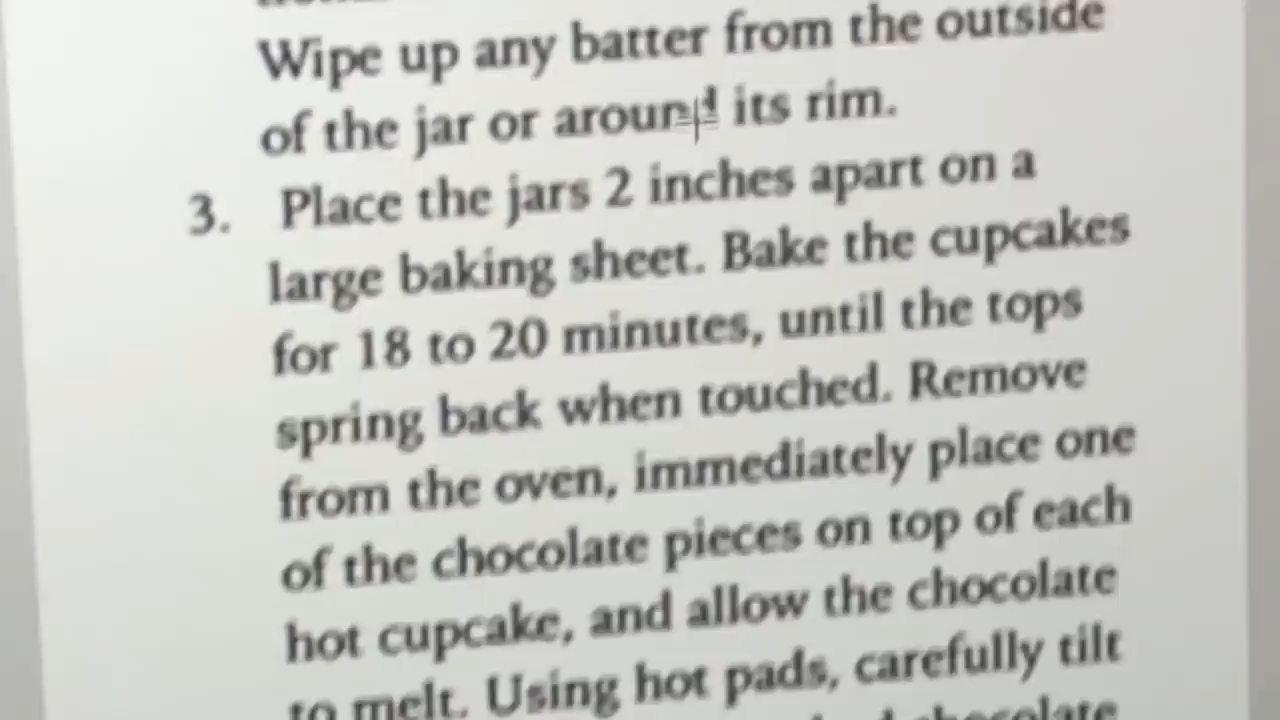 Wipe up any batter from the outside
of the jar or around its rim.
3. Place the jars 2 inches apart on a
large baking sheet. Bake the cupcakes
for 18 to 20 minutes, until the tops
spring back when touched. Remove
from the oven, immediately place one
of the chocolate pieces on top of each
hot cupcake, and allow the chocolate
to melt. Using hot pads, carefully tilt
chocolate